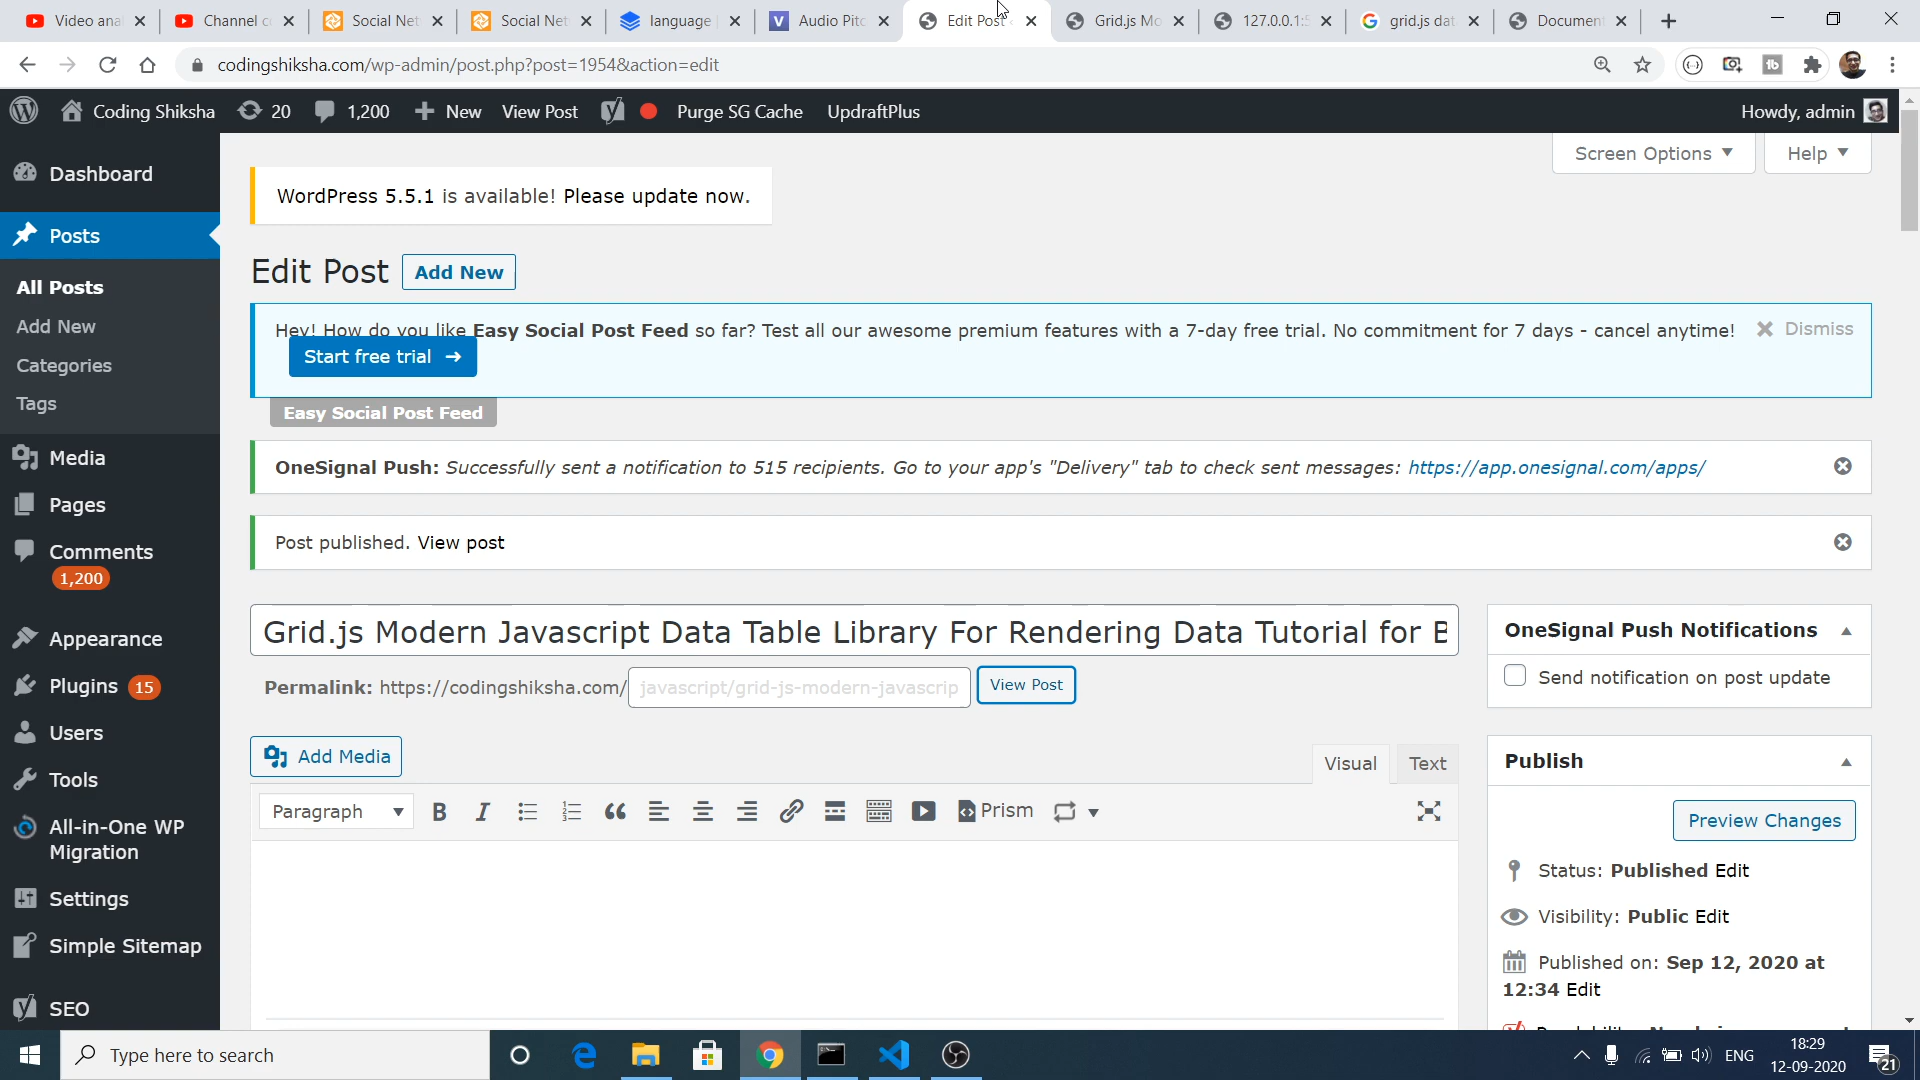 Video anal
Channel c
Social Net
Social Net
language
Audio Pitc
Edit Post
Grid.js Mo
127.0.0.1:5
grid.js dat
Documen
codingshiksha.com/wp-admin/post.php?post=1954&action=edit
Coding Shiksha
20
1,200
New
View Post
Purge SG Cache
UpdraftPlus
Howdy, admin
Dashboard
Posts
All Posts
Add New
Categories
Tags
Media
Pages
Comments
1,200
Appearance
Plugins 15
Users
Tools
All-in-One WP
Migration
Settings
Simple Sitemap
SEO
Screen Options
Help
WordPress 5.5.1 is available! Please update now.
Edit Post
Add New
Hey! How do you like Easy Social Post Feed so far? Test all our awesome premium features with a 7-day free trial. No commitment for 7 days - cancel anytime!
Dismiss
Start free trial →
Easy Social Post Feed
OneSignal Push: Successfully sent a notification to 515 recipients. Go to your app's "Delivery" tab to check sent messages: https://app.onesignal.com/apps/
Post published. View post
Grid.js Modern Javascript Data Table Library For Rendering Data Tutorial for B
Permalink: https://codingshiksha.com/
javascript/grid-js-modern-javascrip
View Post
Add Media
Visual
Text
Paragraph
Prism
OneSignal Push Notifications
Send notification on post update
Publish
Preview Changes
Status: Published Edit
Visibility: Public Edit
Published on: Sep 12, 2020 at
12:34 Edit
Type here to search
ENG
18:29
12-09-2020
21